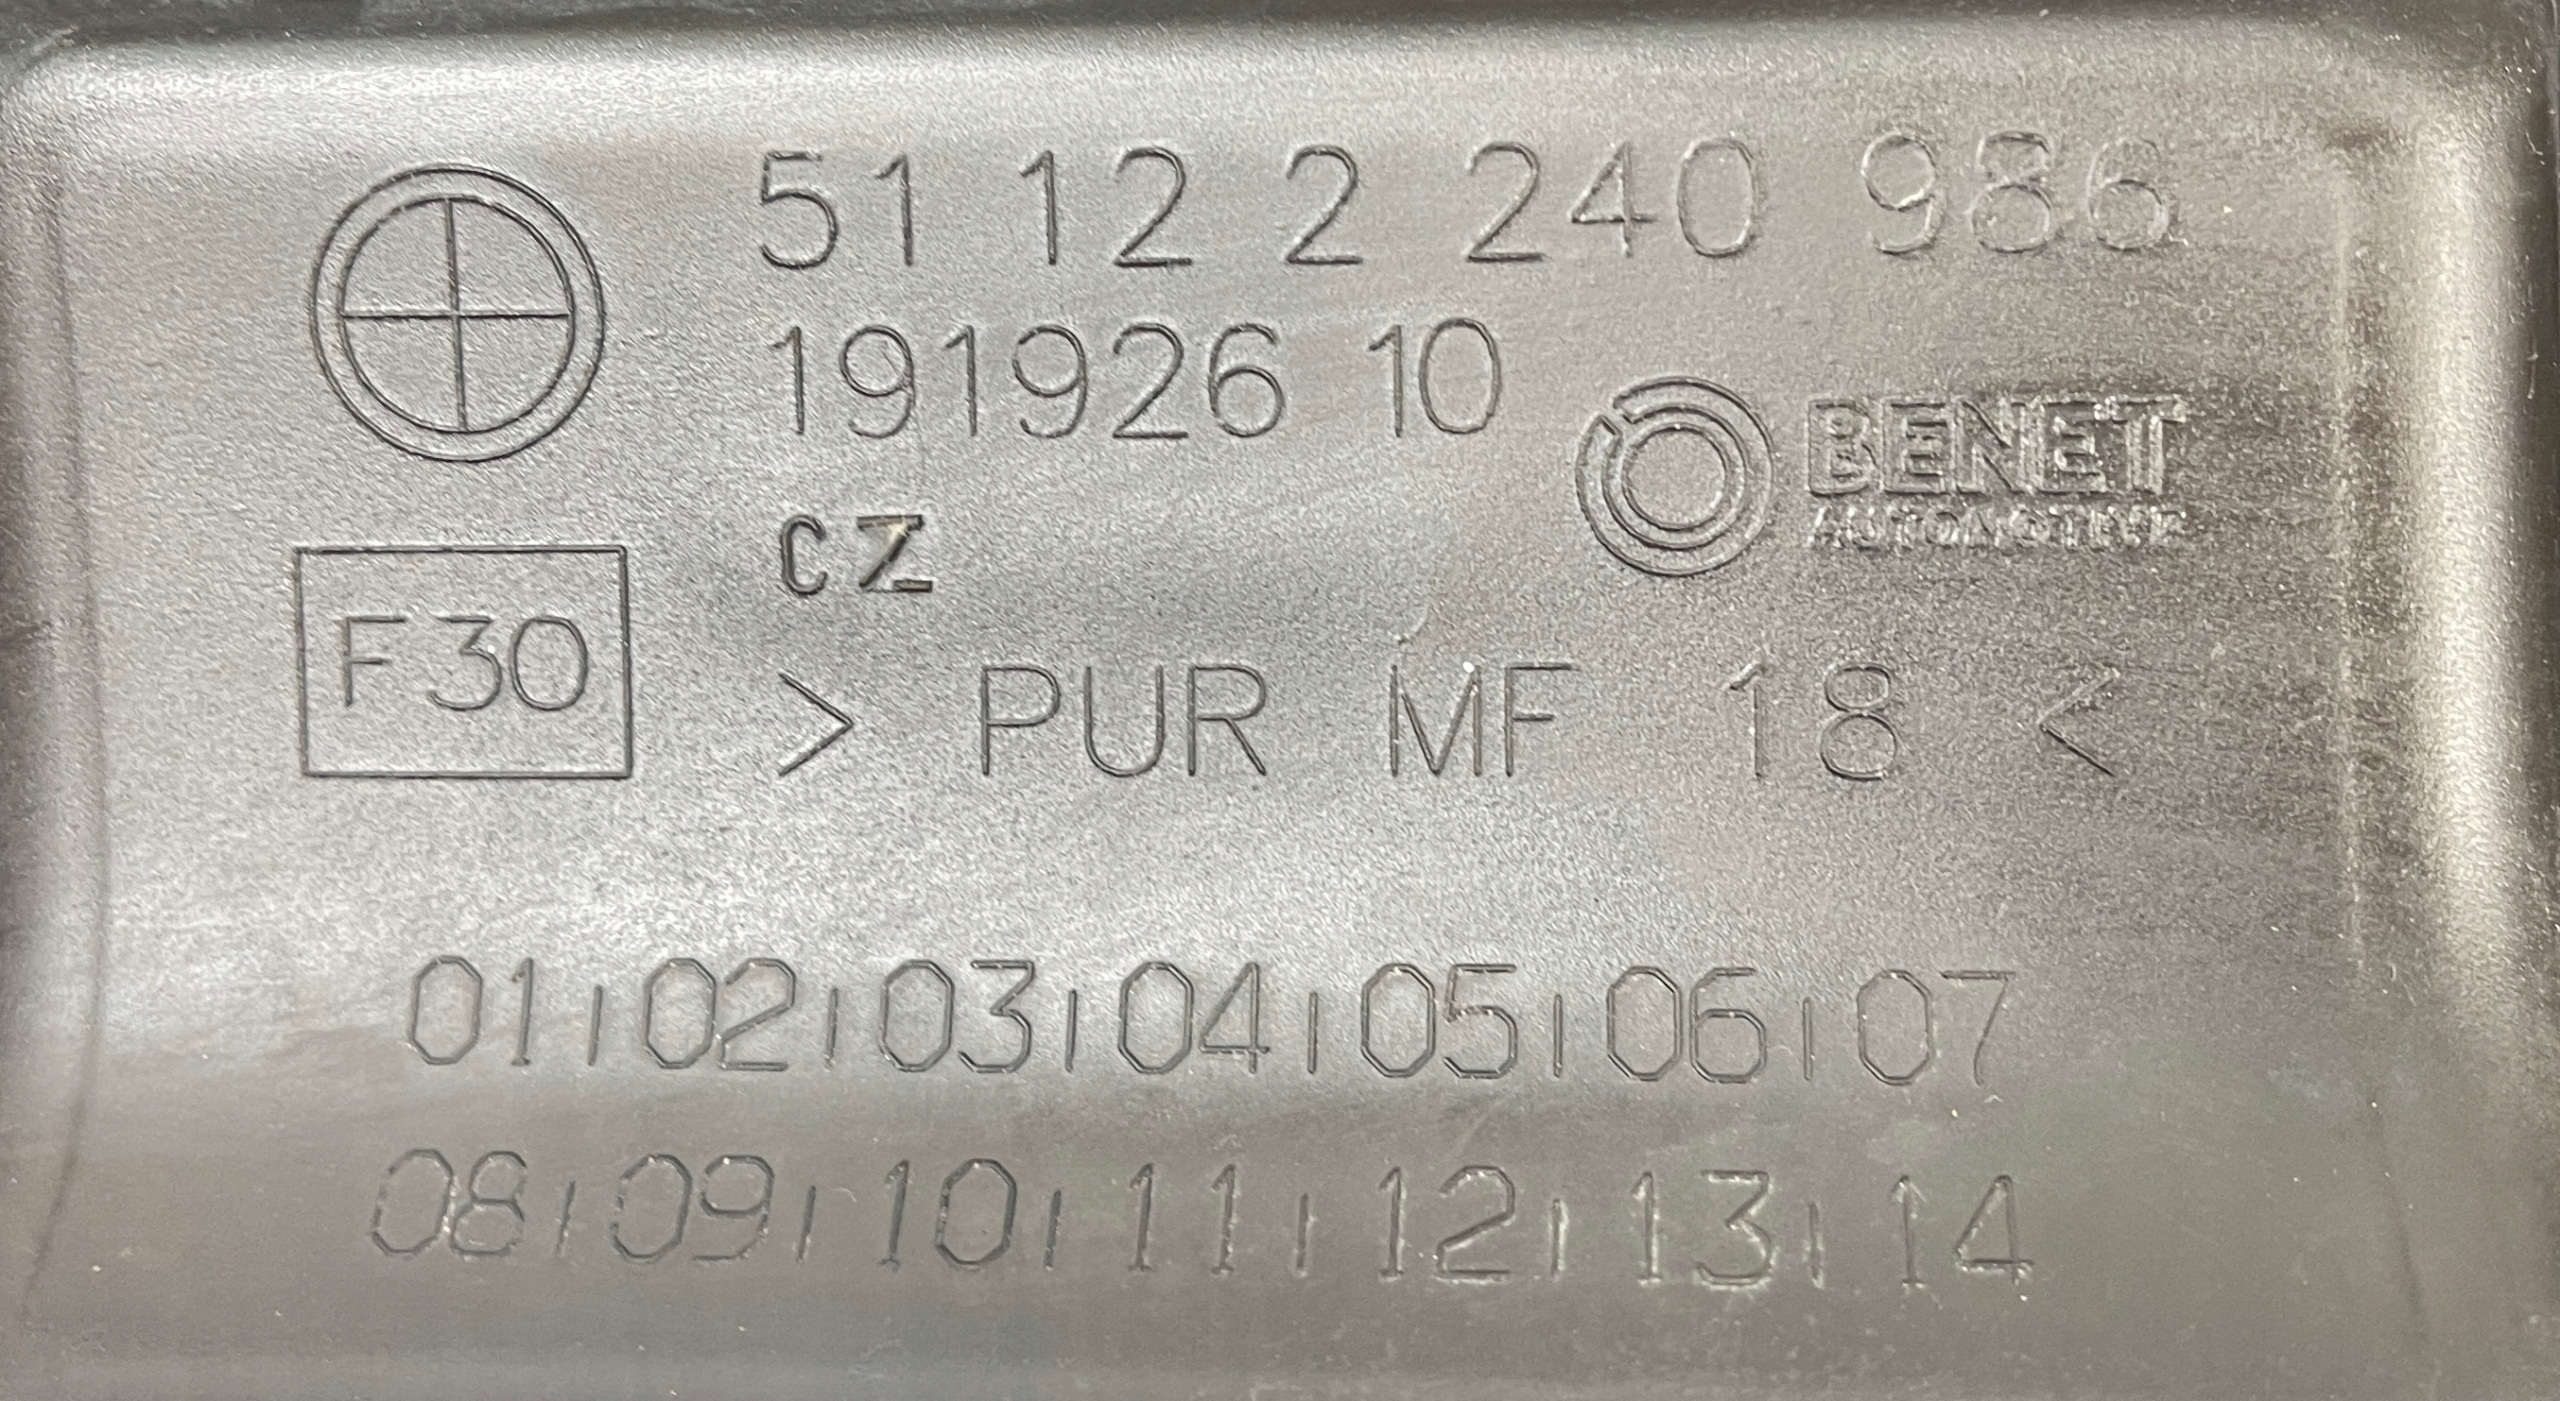 51 12 2 240 986
191926 10
BENET
AUTOMOTIVE
CZ
F30
> PUR MF 18 <
01 02 03 04 05 06 07
08 09 10 11 12 13 14